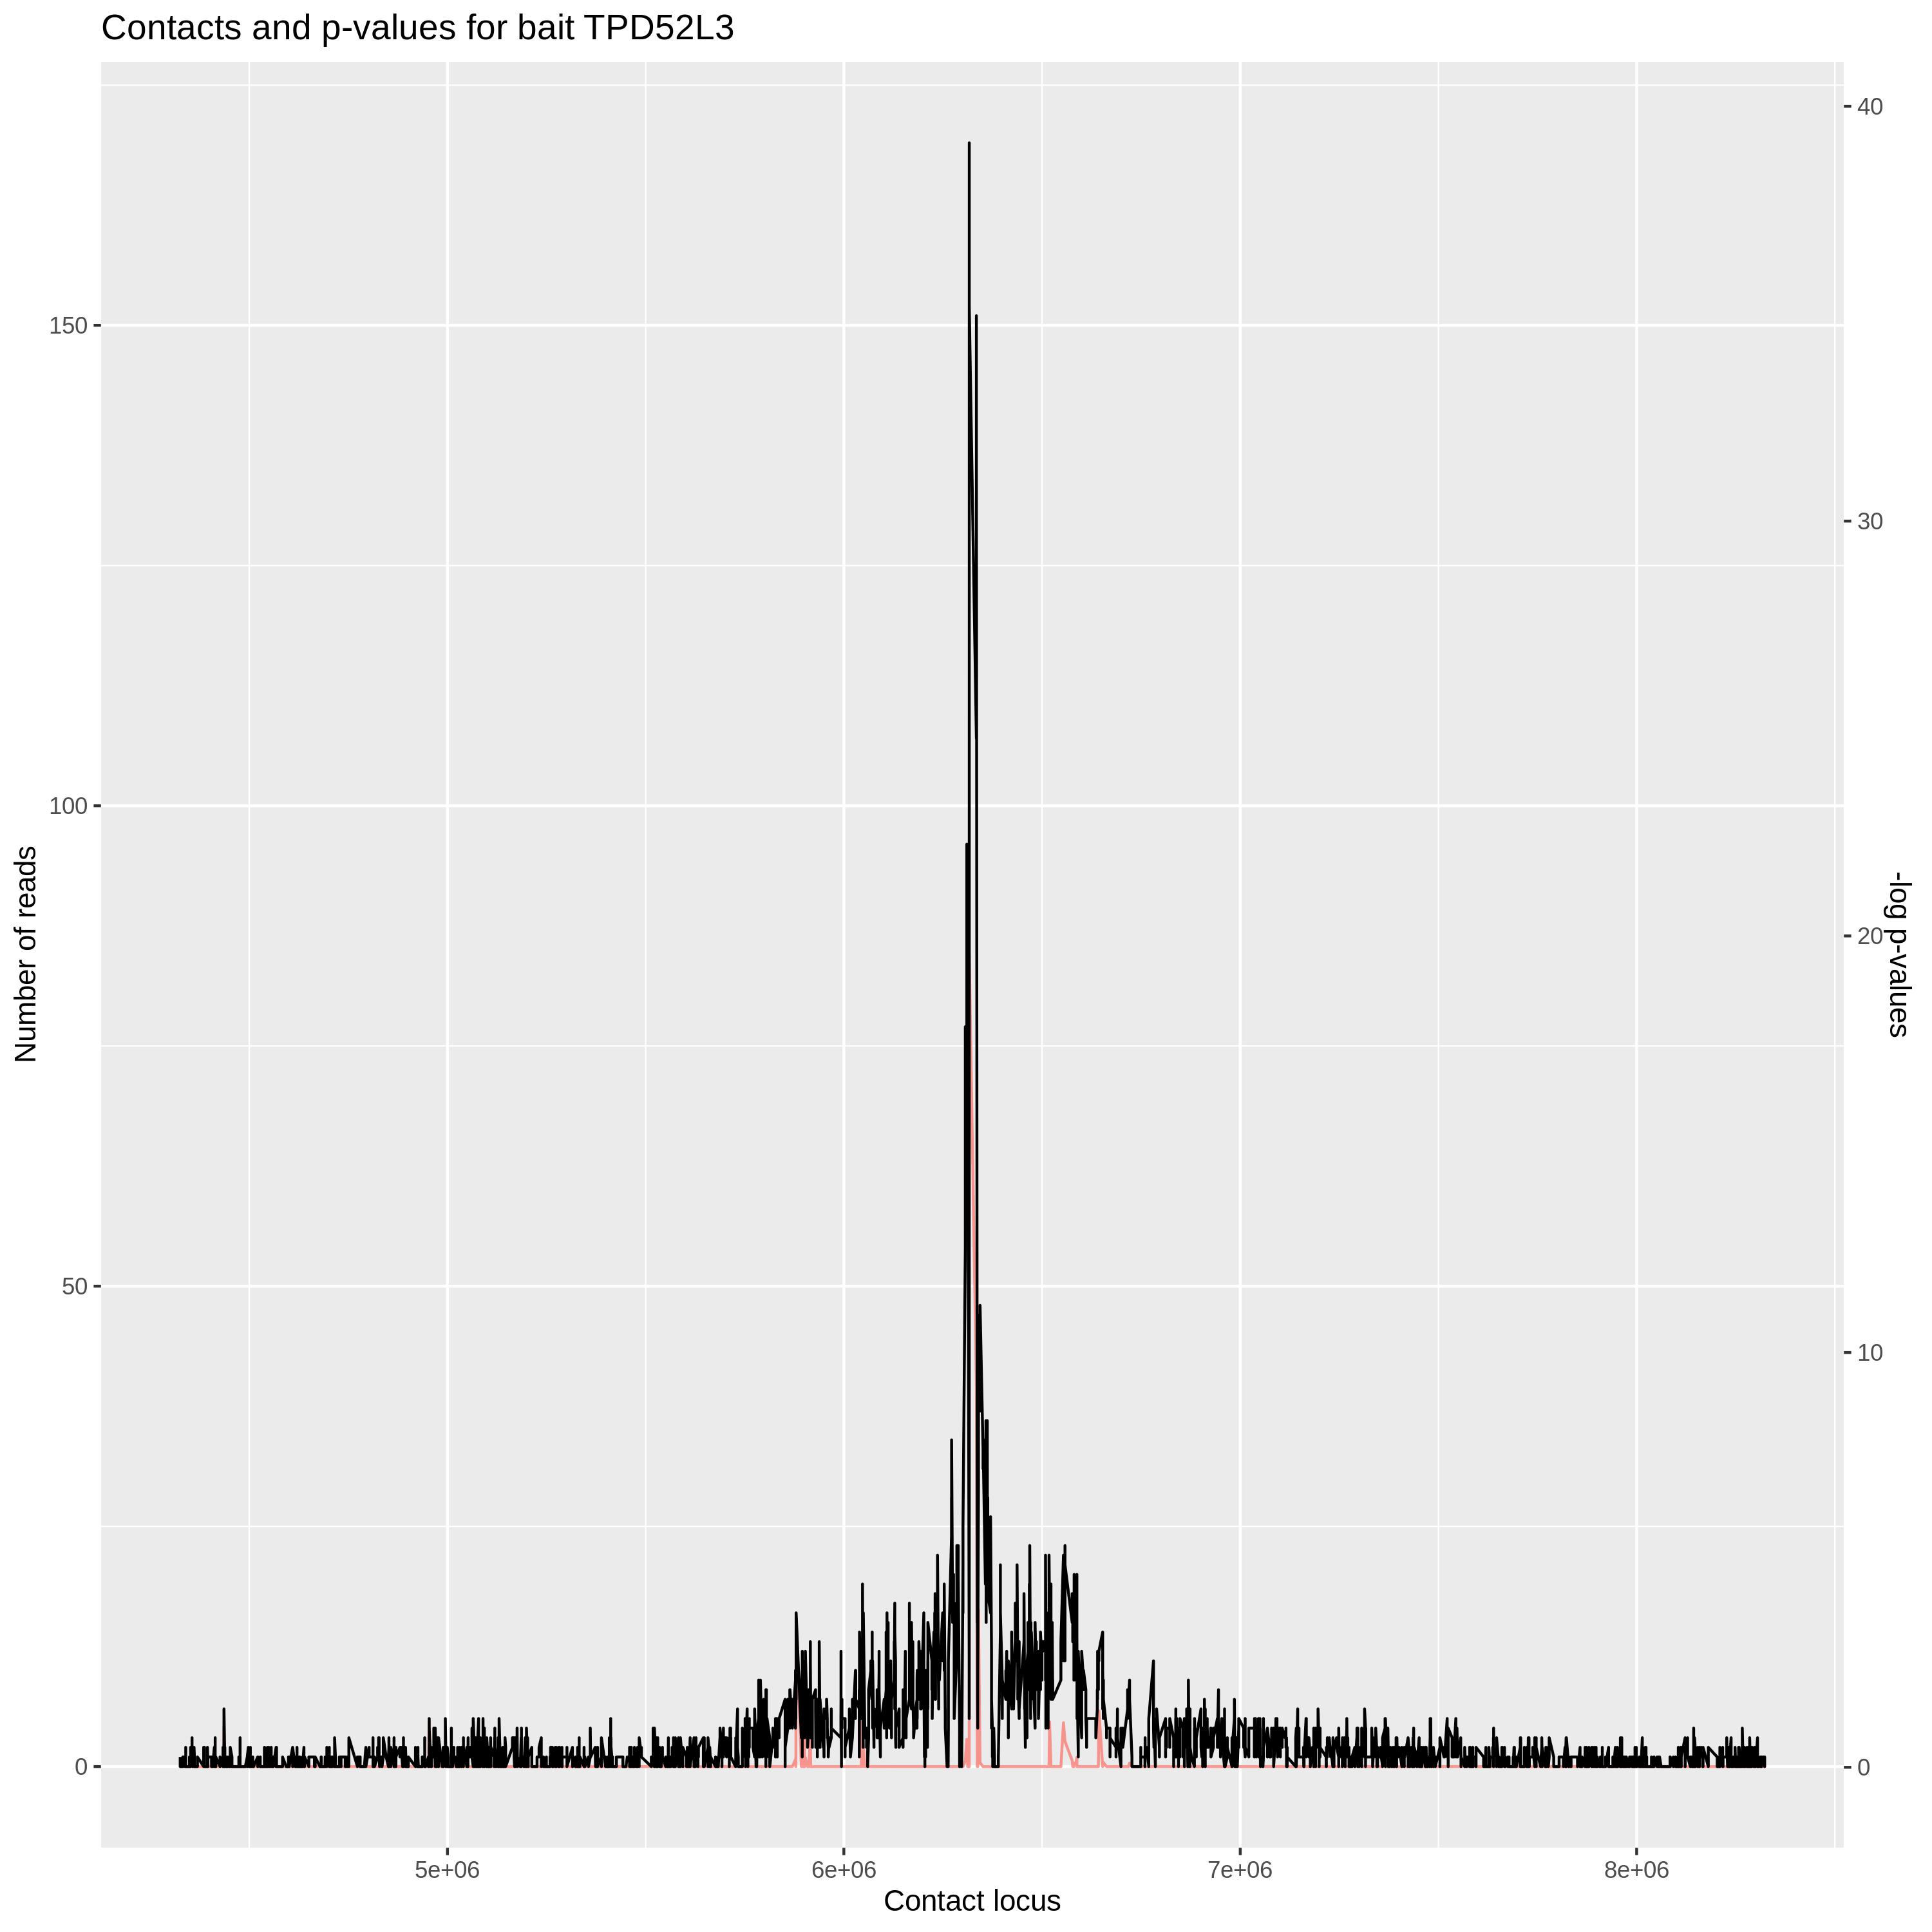 Contacts and p-values for bait TPD52L3
Number of reads
150
100
50
0
40
30
20
10
0
-log p-values
5e+06
6e+06
7e+06
8e+06
Contact locus